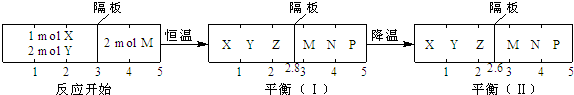 隔板 隔板 隔板
1 mol X
2 mol Y 2 mol M 恒温 X Y Z M N P 降温 X Y Z M N P
1 2 3 4 5 1 2 2.8 3 4 5 1 2 2.6 3 4 5
反应开始 平衡(Ⅰ) 平衡(Ⅱ)